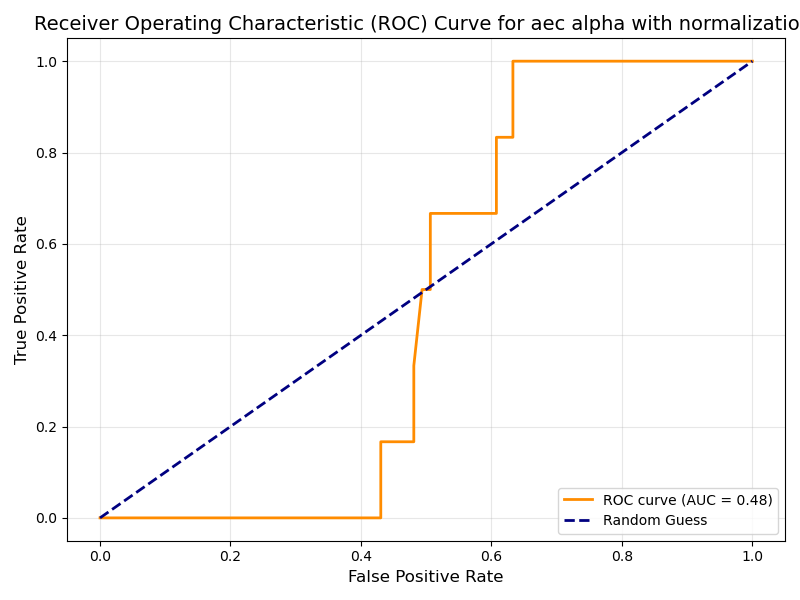 Receiver Operating Characteristic (ROC) Curve for aec alpha with normalizatio
True Positive Rate
1.0
0.8
0.6
0.4
0.2
0.0
0.0 0.2 0.4 0.6 0.8 1.0
False Positive Rate
ROC curve (AUC = 0.48)
Random Guess